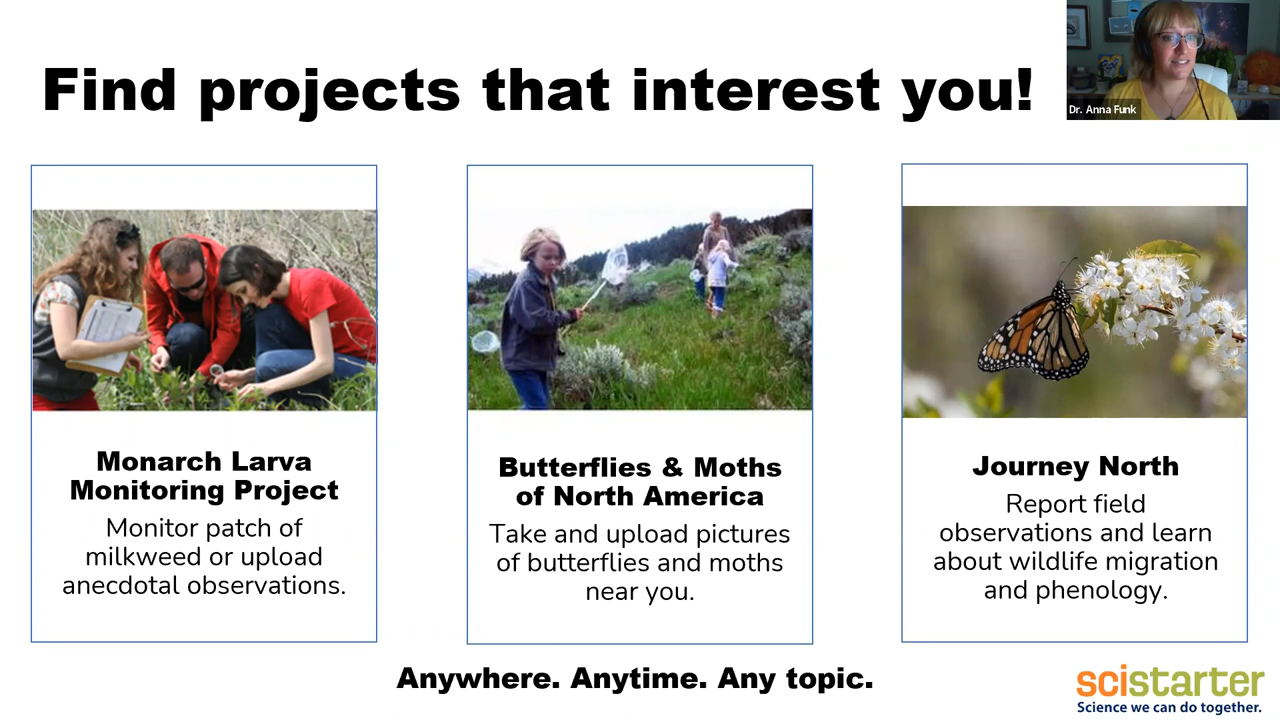 Find projects that interest you!
Dr. Anna Funk
Monarch Larva
Monitoring Project
Monitor patch of
milkweed or upload
anecdotal observations.
Butterflies & Moths
of North America
Take and upload pictures
of butterflies and moths
near you.
Journey North
Report field
observations and learn
about wildlife migration
and phenology.
Anywhere. Anytime. Any topic.
scistarter
Science we can do together.